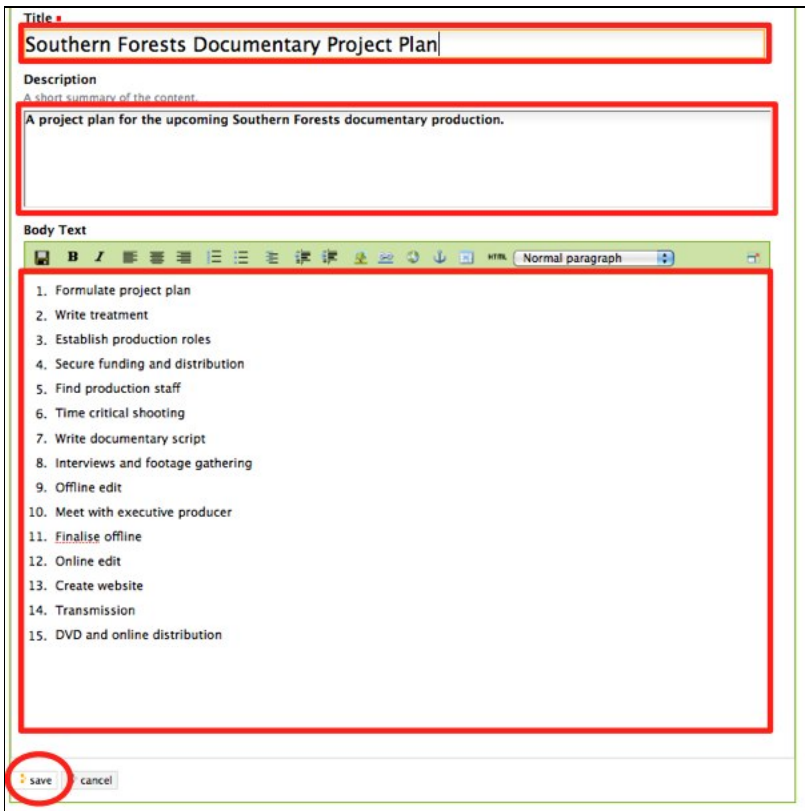 Title
Southern Forests Documentary Project Plan
Description
A short summary of the content.
A project plan for the upcoming Southern Forests documentary production.
Body Text
B I HTML Normal paragraph
1. Formulate project plan
2. Write treatment
3. Establish production roles
4. Secure funding and distribution
5. Find production staff
6. Time critical shooting
7. Write documentary script
8. Interviews and footage gathering
9. Offline edit
10. Meet with executive producer
11. Finalise offline
12. Online edit
13. Create website
14. Transmission
15. DVD and online distribution
save cancel